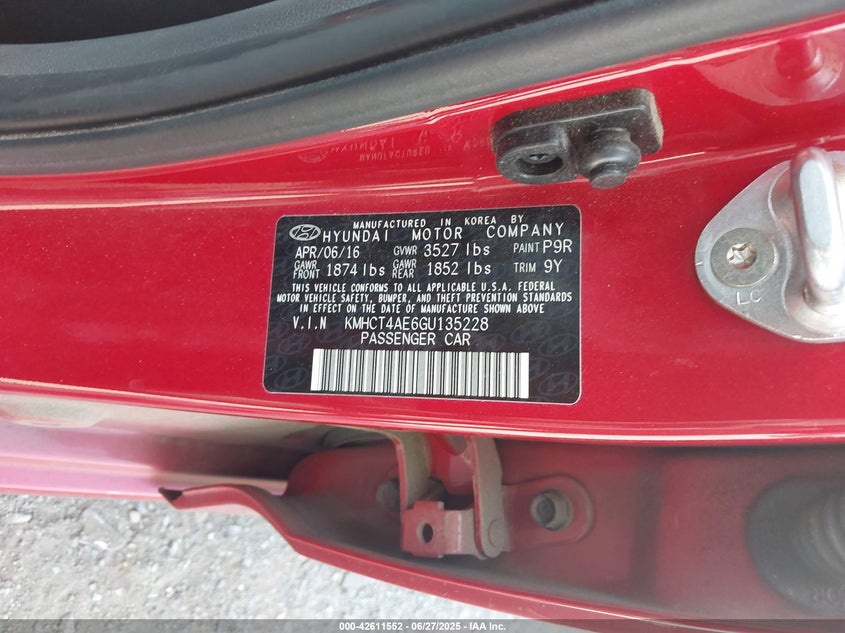 MANUFACTURED IN KOREA BY
HYUNDAI MOTOR COMPANY
APR/06/16 GVWR 3527 lbs PAINT P9R
GAWR FRONT 1874 lbs GAWR REAR 1852 lbs TRIM 9Y
THIS VEHICLE CONFORMS TO ALL APPLICABLE U.S.A. FEDERAL
MOTOR VEHICLE SAFETY, BUMPER, AND THEFT PREVENTION STANDARDS
IN EFFECT ON THE DATE OF MANUFACTURE SHOWN ABOVE
V.I.N KMHCT4AE6GU135228
PASSENGER CAR
LC
000-42611552 - 06/27/2025 - IAA Inc.